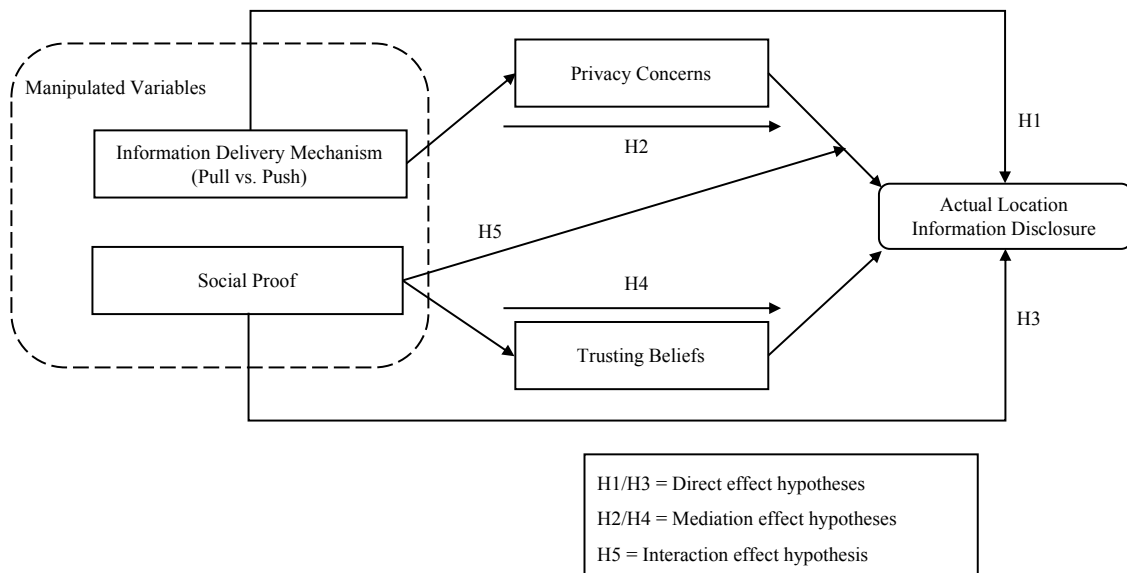 Manipulated Variables
Privacy Concerns
H1
Information Delivery Mechanism
(Pull vs. Push)
H2
Actual Location
Information Disclosure
H5
Social Proof
H4
H3
Trusting Beliefs
H1/H3 = Direct effect hypotheses
H2/H4 = Mediation effect hypotheses
H5 = Interaction effect hypothesis